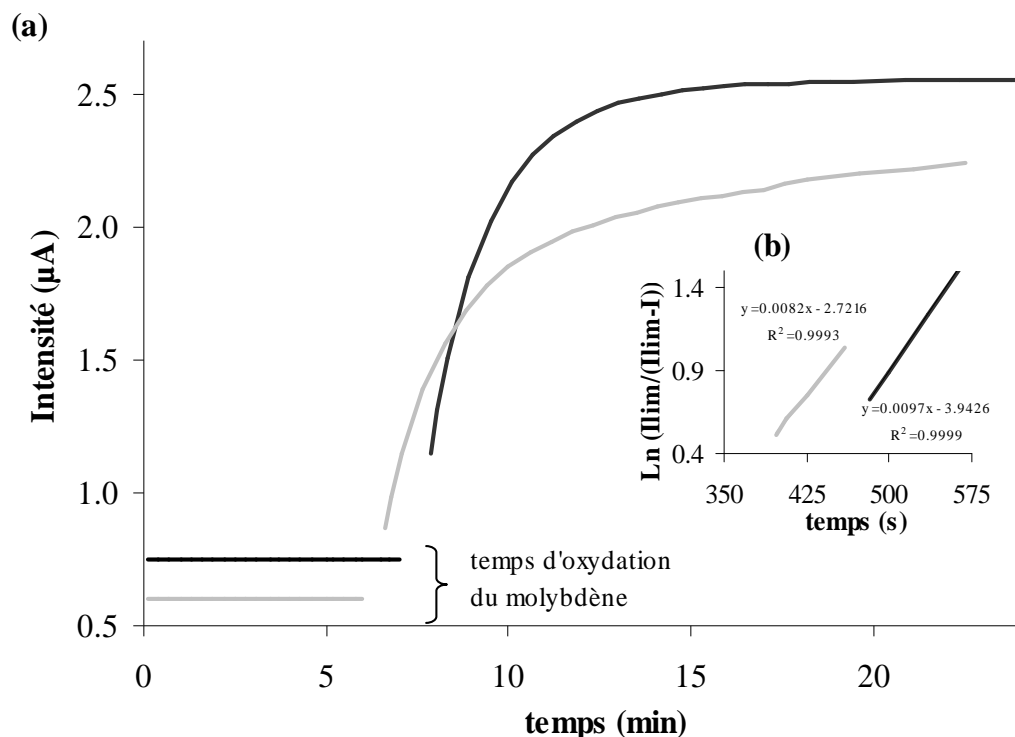 (a)
Intensité (µA)
2.5
2.0
1.5
1.0
0.5
0
5
10
15
20
temps (min)
temps d'oxydation
du molybdène
(b)
Ln (Ilim/(Ilim-I))
1.4
0.9
0.4
350
425
500
575
temps (s)
y=0.0082x - 2.7216
R²=0.9993
y=0.0097x - 3.9426
R²=0.9999